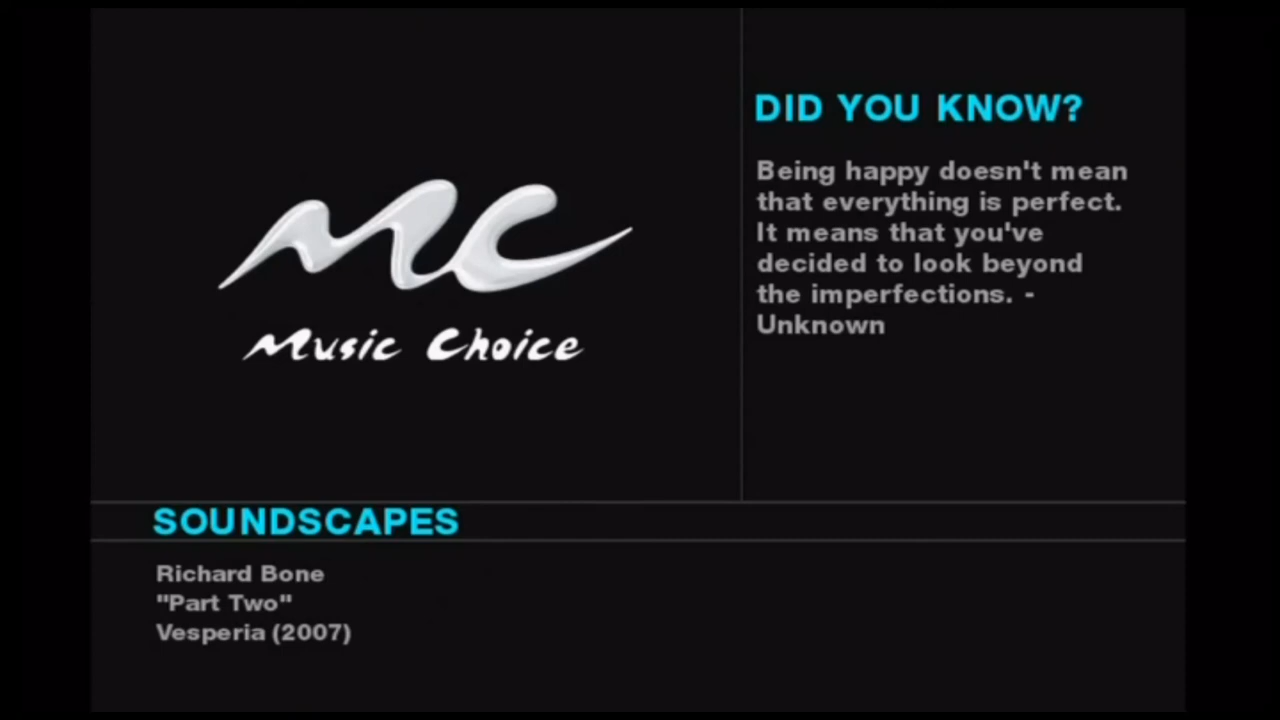 MC
Music Choice
DID YOU KNOW?
Being happy doesn't mean
that everything is perfect.
It means that you've
decided to look beyond
the imperfections. -
Unknown
SOUNDSCAPES
Richard Bone
"Part Two"
Vesperia (2007)